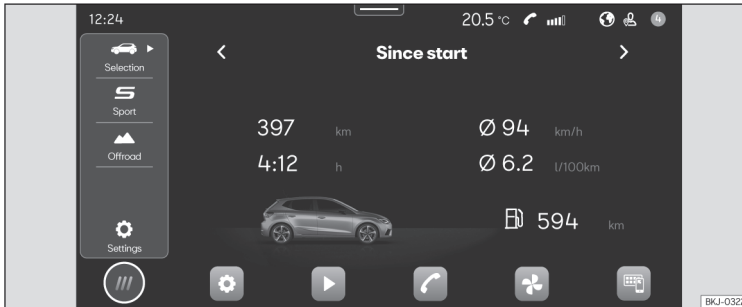 12:24
20.5 °C
4
Selection
Since start
Sport
Offroad
Settings
397 km
Ø 94 km/h
4:12 h
Ø 6.2 l/100km
594 km
BKJ-032